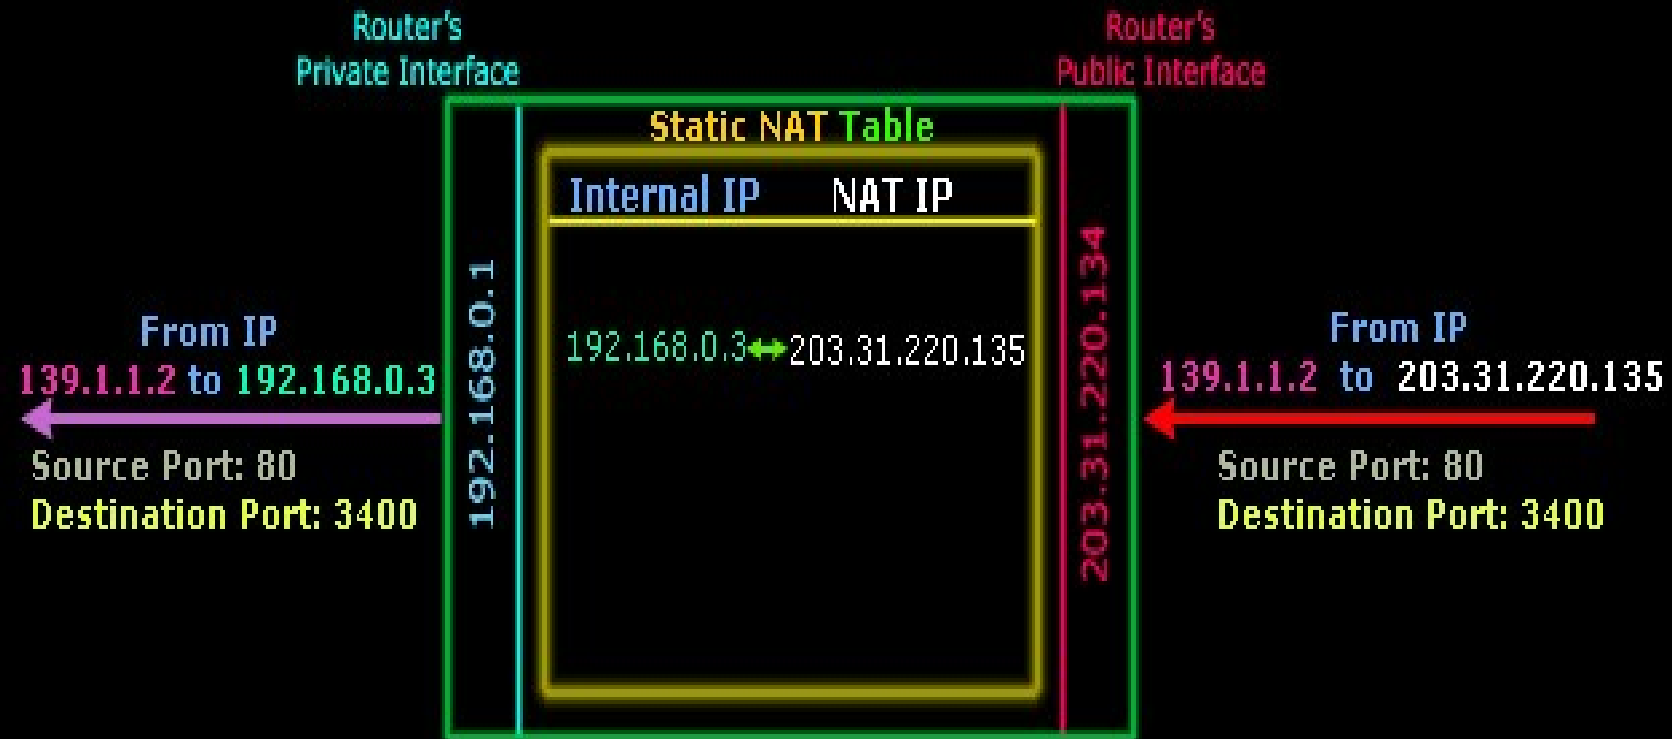 Router's
Private Interface
Router's
Public Interface
Static NAT Table
Internal IP NAT IP
192.168.0.3 203.31.220.135
192.168.0.1
203.31.220.134
From IP
139.1.1.2 to 192.168.0.3
Source Port: 80
Destination Port: 3400
From IP
139.1.1.2 to 203.31.220.135
Source Port: 80
Destination Port: 3400